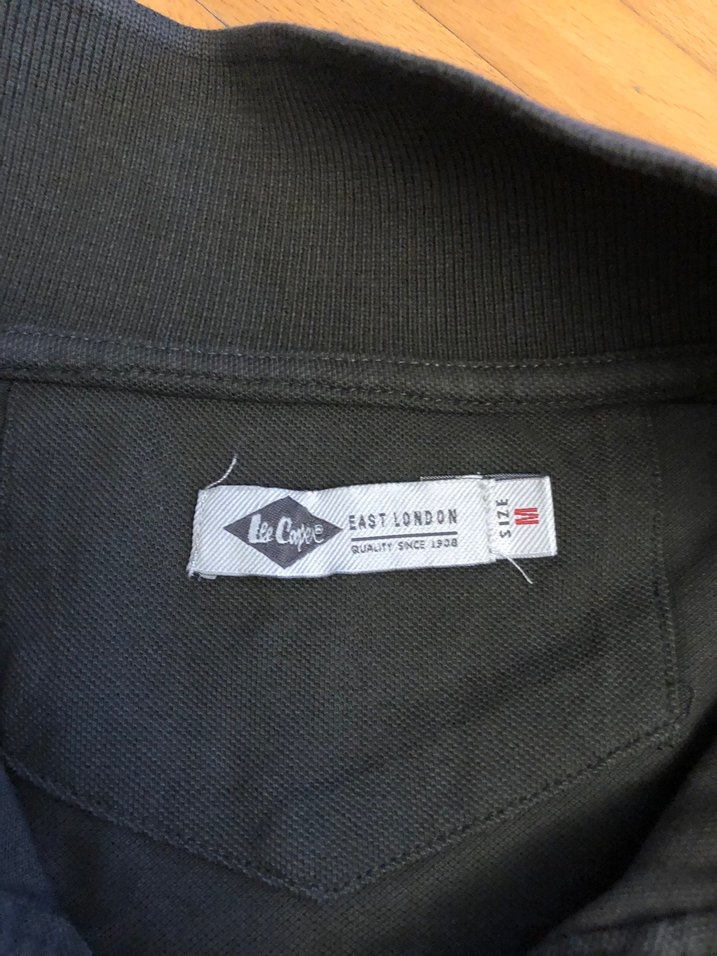 Lee Cooper®
EAST LONDON
QUALITY SINCE 1908
SIZE
M